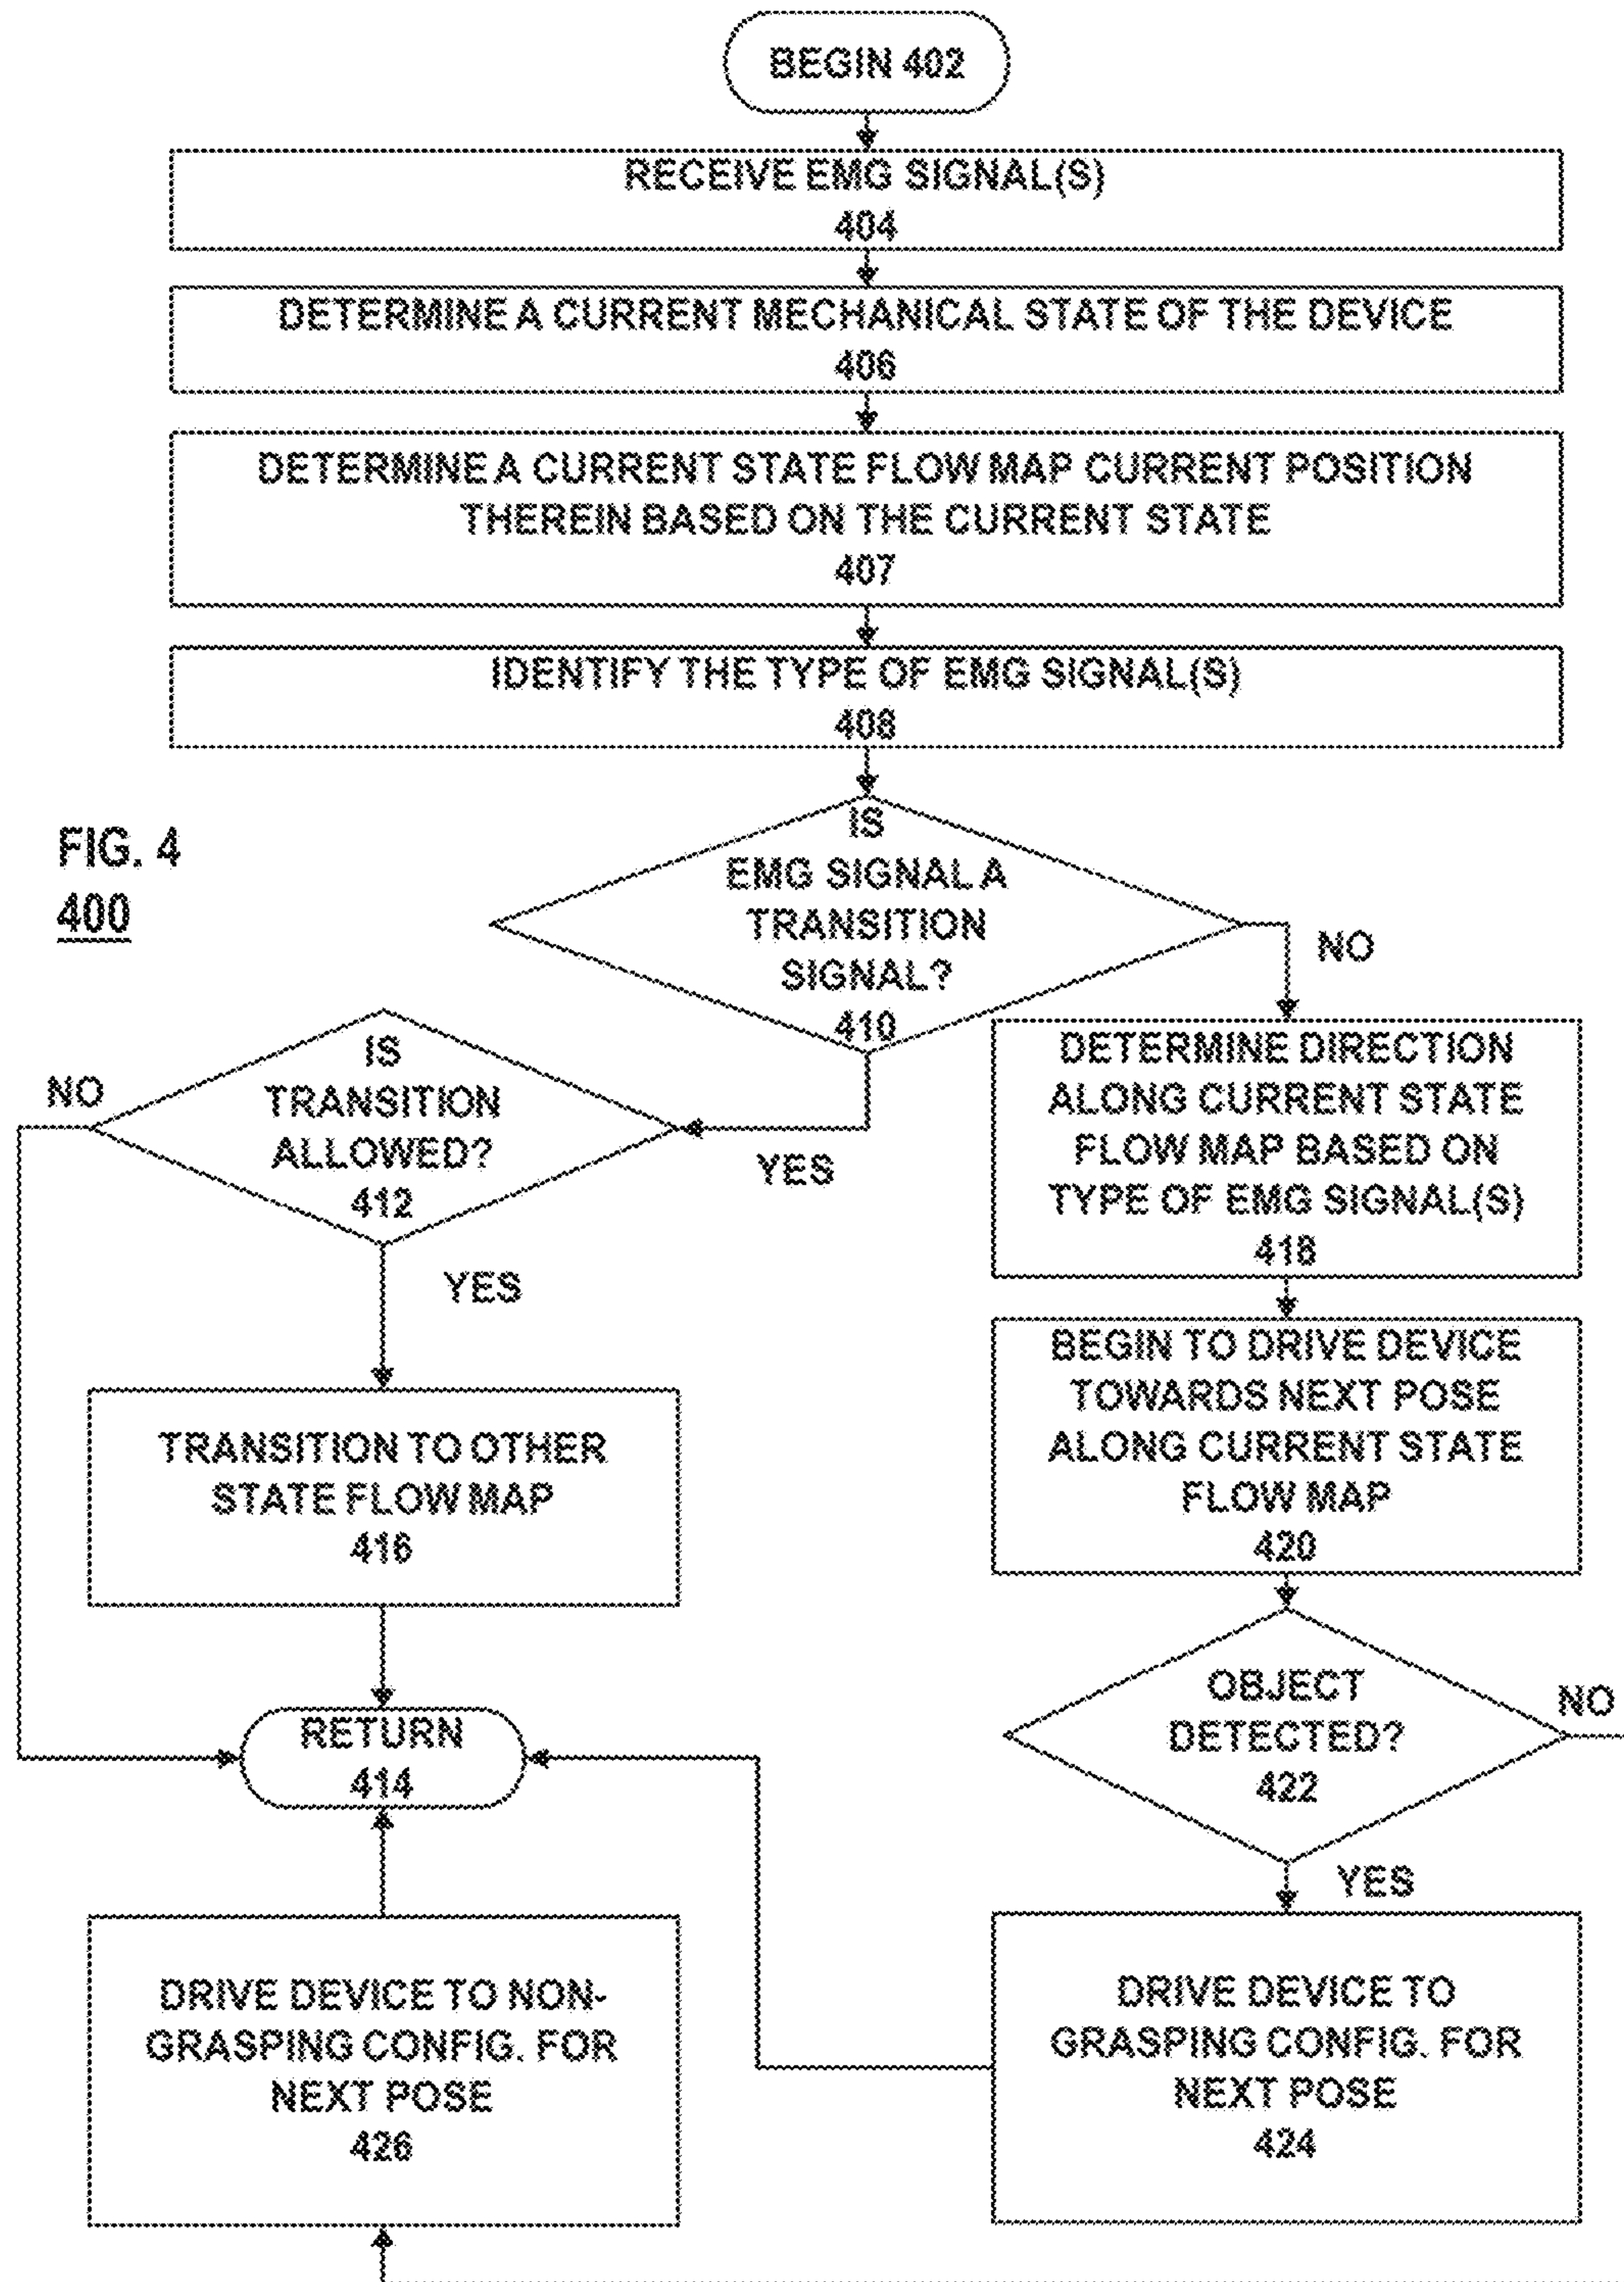 BEGIN 402
RECEIVE EMG SIGNAL(S)
404
DETERMINE A CURRENT MECHANICAL STATE OF THE DEVICE
406
DETERMINE A CURRENT STATE FLOW MAP CURRENT POSITION
THEREIN BASED ON THE CURRENT STATE
407
IDENTIFY THE TYPE OF EMG SIGNAL(S)
408
FIG. 4
400
IS
EMG SIGNAL A
TRANSITION
SIGNAL?
410
NO
YES
IS
TRANSITION
ALLOWED?
412
NO
YES
DETERMINE DIRECTION
ALONG CURRENT STATE
FLOW MAP BASED ON
TYPE OF EMG SIGNAL(S)
418
BEGIN TO DRIVE DEVICE
TOWARDS NEXT POSE
ALONG CURRENT STATE
FLOW MAP
420
TRANSITION TO OTHER
STATE FLOW MAP
416
OBJECT
DETECTED?
422
NO
YES
RETURN
414
DRIVE DEVICE TO NON-
GRASPING CONFIG. FOR
NEXT POSE
426
DRIVE DEVICE TO
GRASPING CONFIG. FOR
NEXT POSE
424